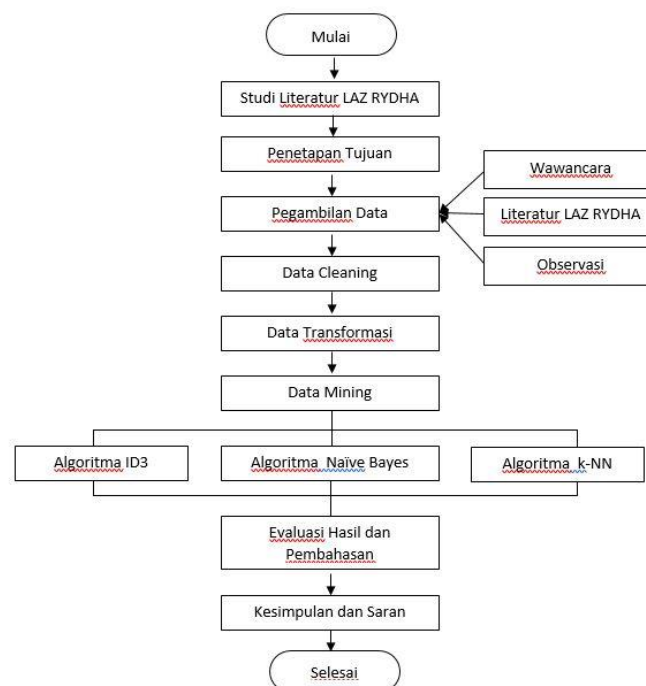 Mulai
Studi Literatur LAZ RYDHA
Penetapan Tujuan
Wawancara
Pegambilan Data
Literatur LAZ RYDHA
Observasi
Data Cleaning
Data Transformasi
Data Mining
Algoritma ID3
Algoritma Naïve Bayes
Algoritma k-NN
Evaluasi Hasil dan
Pembahasan
Kesimpulan dan Saran
Selesai